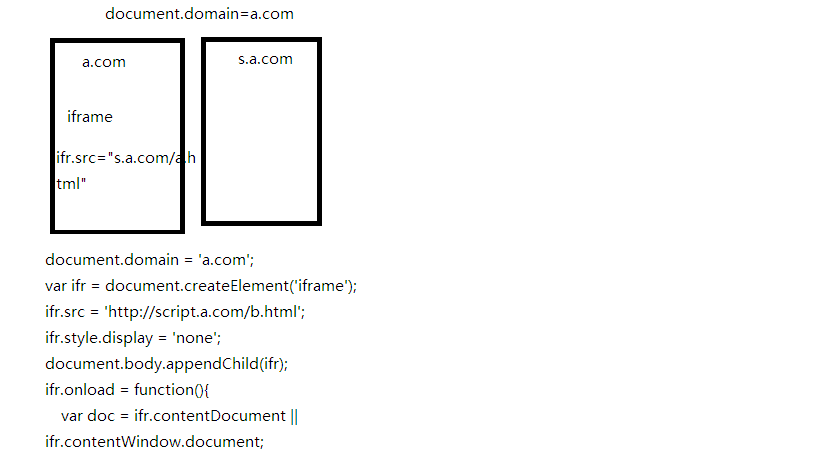 document.domain=a.com
a.com
s.a.com
iframe
ifr.src="s.a.com/a.h
tml"
document.domain = 'a.com';
var ifr = document.createElement('iframe');
ifr.src = 'http://script.a.com/b.html';
ifr.style.display = 'none';
document.body.appendChild(ifr);
ifr.onload = function(){
var doc = ifr.contentDocument ||
ifr.contentWindow.document;